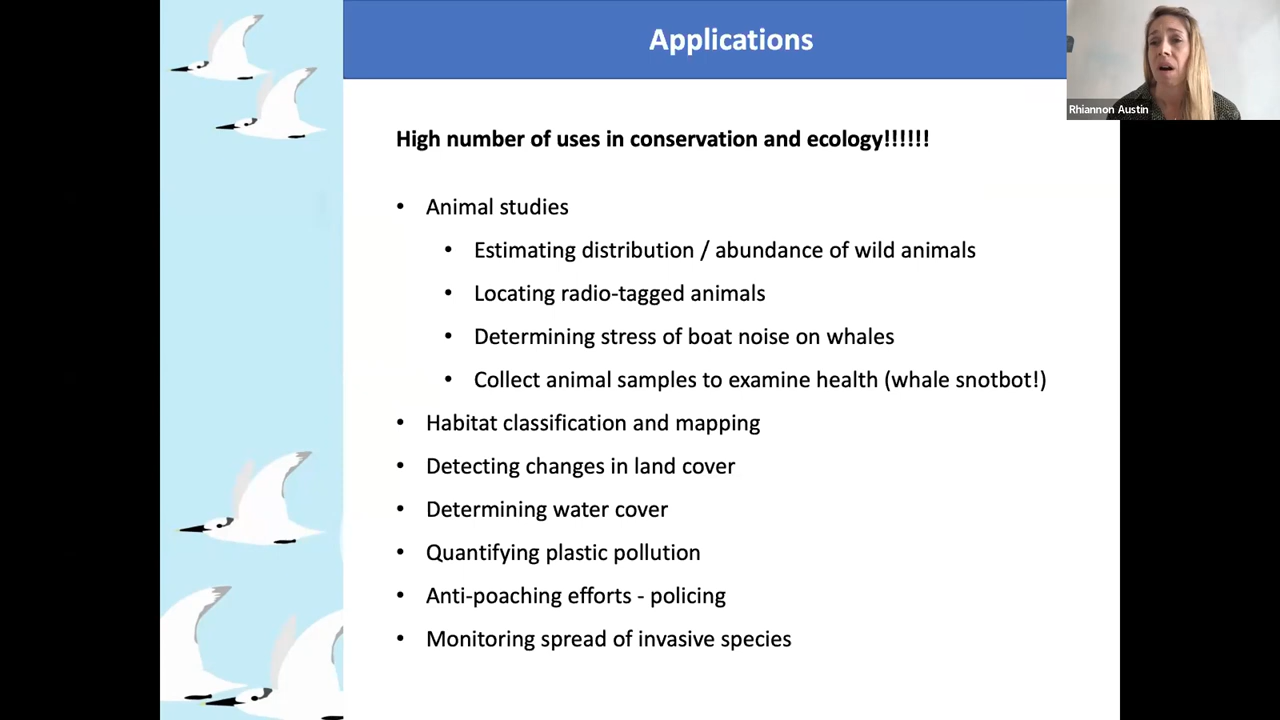 Applications
Rhiannon Austin
High number of uses in conservation and ecology!!!!!!
• Animal studies
• Estimating distribution / abundance of wild animals
• Locating radio-tagged animals
• Determining stress of boat noise on whales
• Collect animal samples to examine health (whale snotbot!)
• Habitat classification and mapping
• Detecting changes in land cover
• Determining water cover
• Quantifying plastic pollution
• Anti-poaching efforts - policing
• Monitoring spread of invasive species